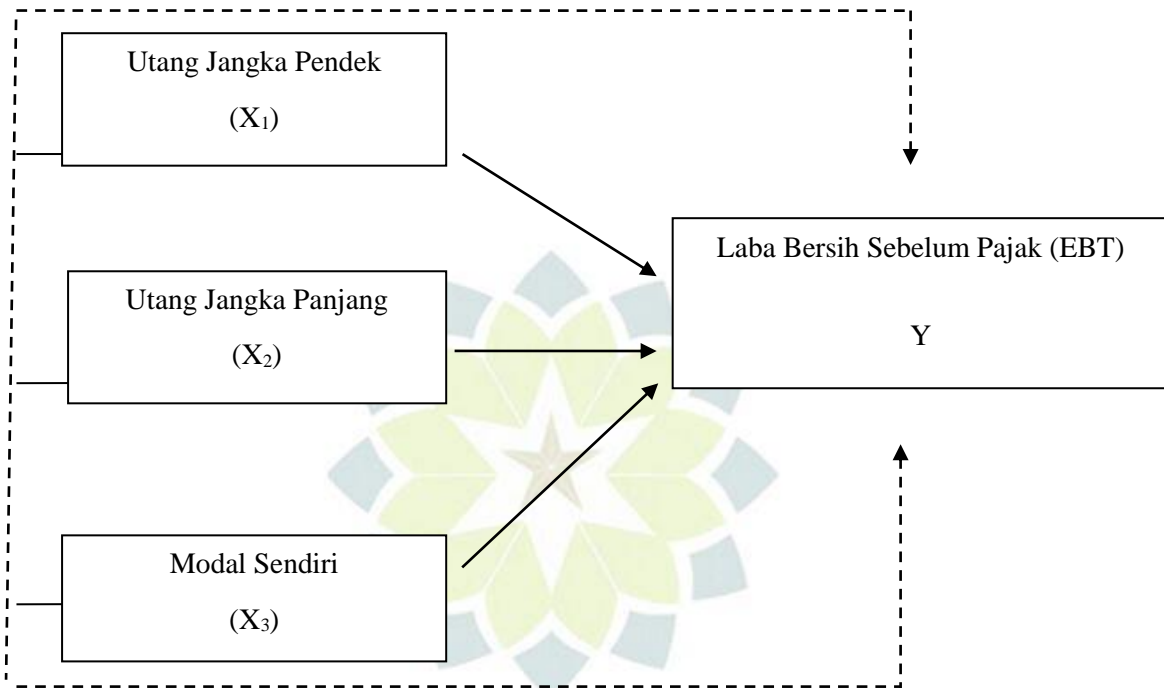 Utang Jangka Pendek
(X₁)
Utang Jangka Panjang
(X₂)
Modal Sendiri
(X₃)
Laba Bersih Sebelum Pajak (EBT)
Y